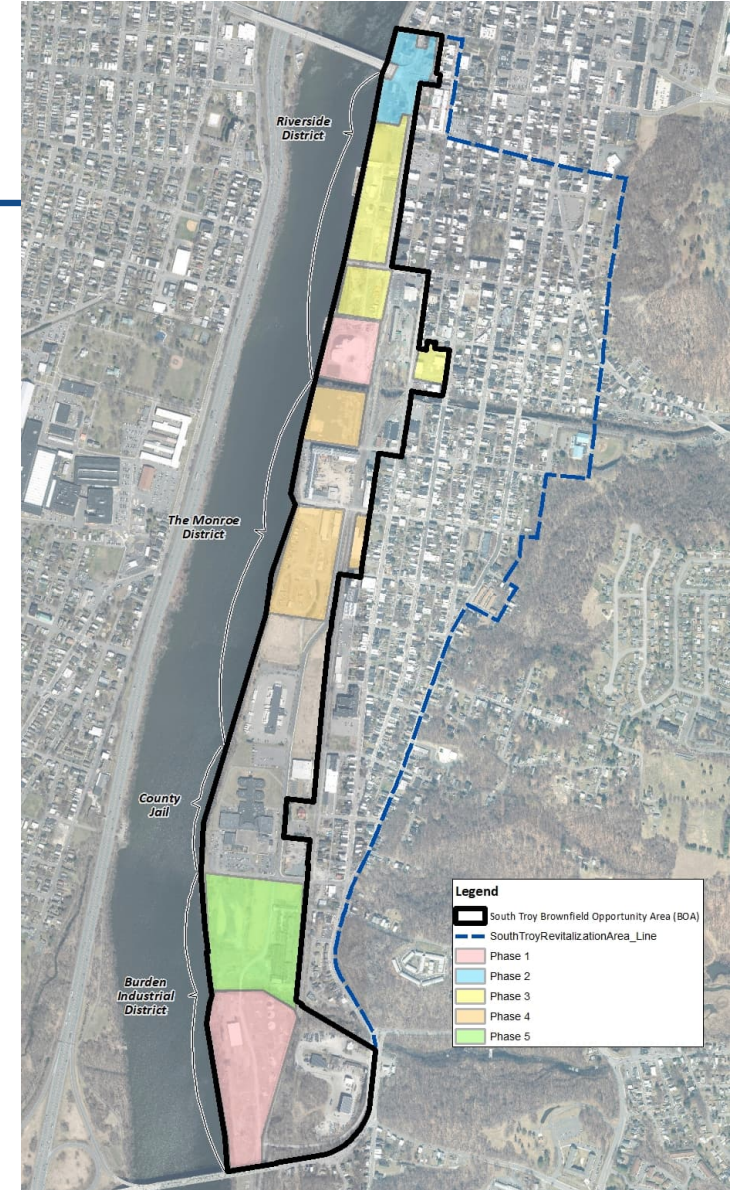 Riverside
District
The Monroe
District
County
Jail
Burden
Industrial
District
Legend
South Troy Brownfield Opportunity Area (BOA)
SouthTroyRevitalizationArea_Line
Phase 1
Phase 2
Phase 3
Phase 4
Phase 5